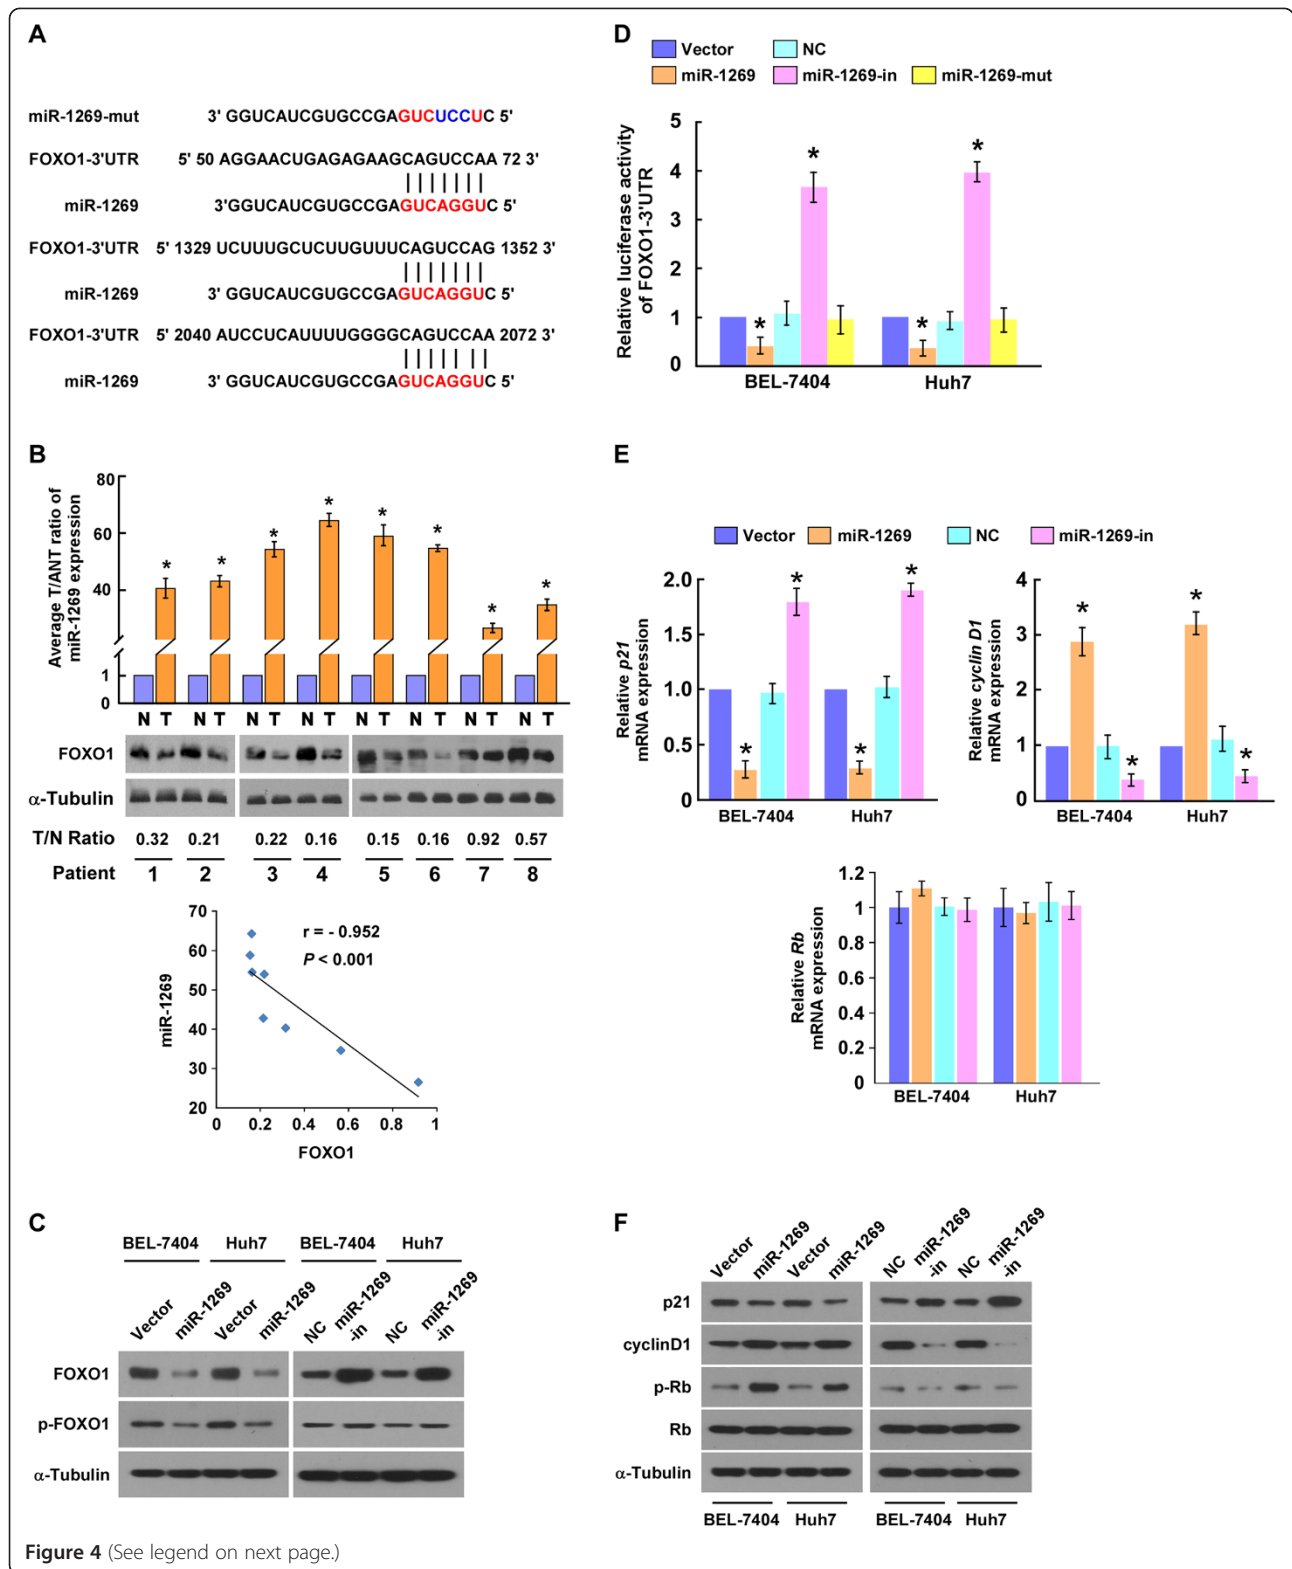 A
miR-1269-mut 3' GGUCAUCGUGCCGAGUCUCCUC 5'
FOXO1-3'UTR 5' 50 AGGAACUGAGAGAAGCAGUCCAA 72 3'
miR-1269 3'GGUCAUCGUGCCGAGUCAGGUC 5'
FOXO1-3'UTR 5' 1329 UCUUUGCUCUUGUUUCAGUCCAG 1352 3'
miR-1269 3' GGUCAUCGUGCCGAGUCAGGUC 5'
FOXO1-3'UTR 5' 2040 AUCCUCAUUUUGGGGCAGUCCAA 2072 3'
miR-1269 3' GGUCAUCGUGCCGAGUCAGGUC 5'
B
Average T/ANT ratio of
miR-1269 expression
80
60
40
1
0
* * * * * * * *
N T N T N T N T N T N T N T N T
FOXO1
α-Tubulin
T/N Ratio 0.32 0.21 0.22 0.16 0.15 0.16 0.92 0.57
Patient 1 2 3 4 5 6 7 8
miR-1269
70
60
50
40
30
20
r = - 0.952
P < 0.001
0 0.2 0.4 0.6 0.8 1
FOXO1
C
BEL-7404 Huh7 BEL-7404 Huh7
Vector miR-1269 Vector miR-1269 NC miR-1269-in NC miR-1269-in
FOXO1
p-FOXO1
α-Tubulin
D
Vector NC
miR-1269 miR-1269-in miR-1269-mut
Relative luciferase activity
of FOXO1-3'UTR
5
4
3
2
1
0
* * * *
BEL-7404 Huh7
E
Vector miR-1269 NC miR-1269-in
Relative p21
mRNA expression
2.0
1.5
1.0
0.5
0
* * * *
BEL-7404 Huh7
Relative cyclin D1
mRNA expression
4
3
2
1
0
* * * *
BEL-7404 Huh7
Relative Rb
mRNA expression
1.2
1
0.8
0.6
0.4
0.2
0
BEL-7404 Huh7
F
Vector miR-1269 Vector miR-1269 NC miR-1269-in NC miR-1269-in
p21
cyclinD1
p-Rb
Rb
α-Tubulin
BEL-7404 Huh7 BEL-7404 Huh7
Figure 4 (See legend on next page.)